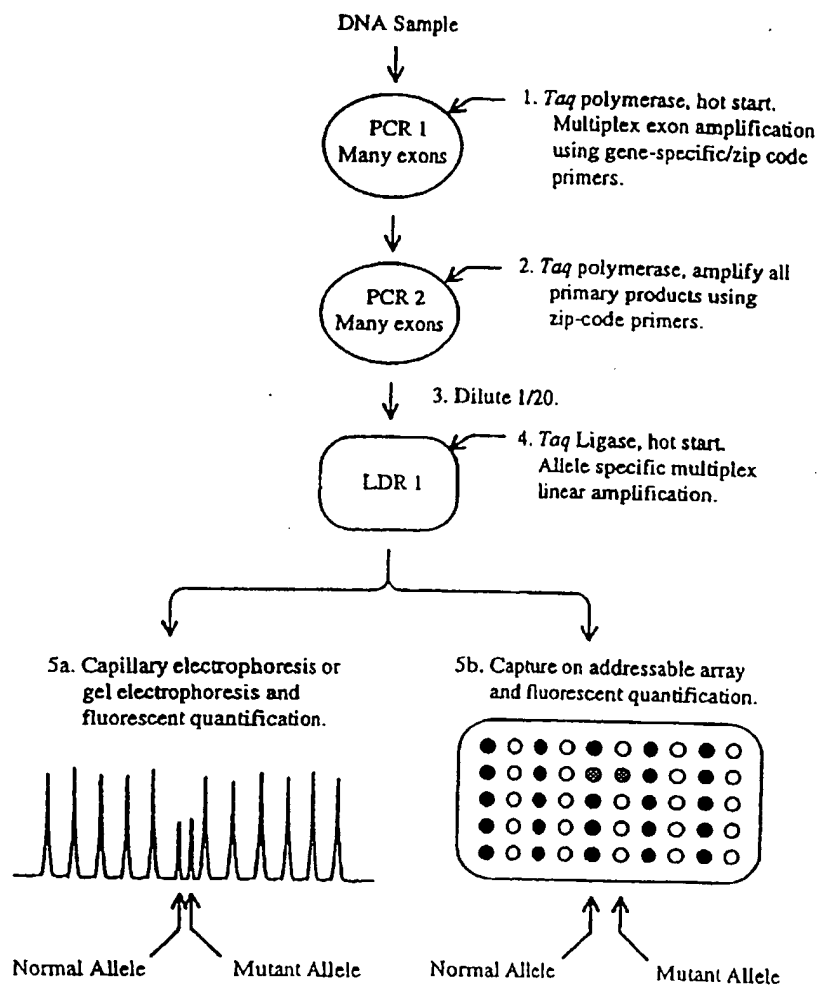 DNA Sample
PCR 1
Many exons
1. Taq polymerase, hot start.
Multiplex exon amplification
using gene-specific/zip code
primers.
PCR 2
Many exons
2. Taq polymerase, amplify all
primary products using
zip-code primers.
3. Dilute 1/20.
LDR 1
4. Taq Ligase, hot start.
Allele specific multiplex
linear amplification.
5a. Capillary electrophoresis or
gel electrophoresis and
fluorescent quantification.
5b. Capture on addressable array
and fluorescent quantification.
Normal Allele
Mutant Allele
Normal Allele
Mutant Allele